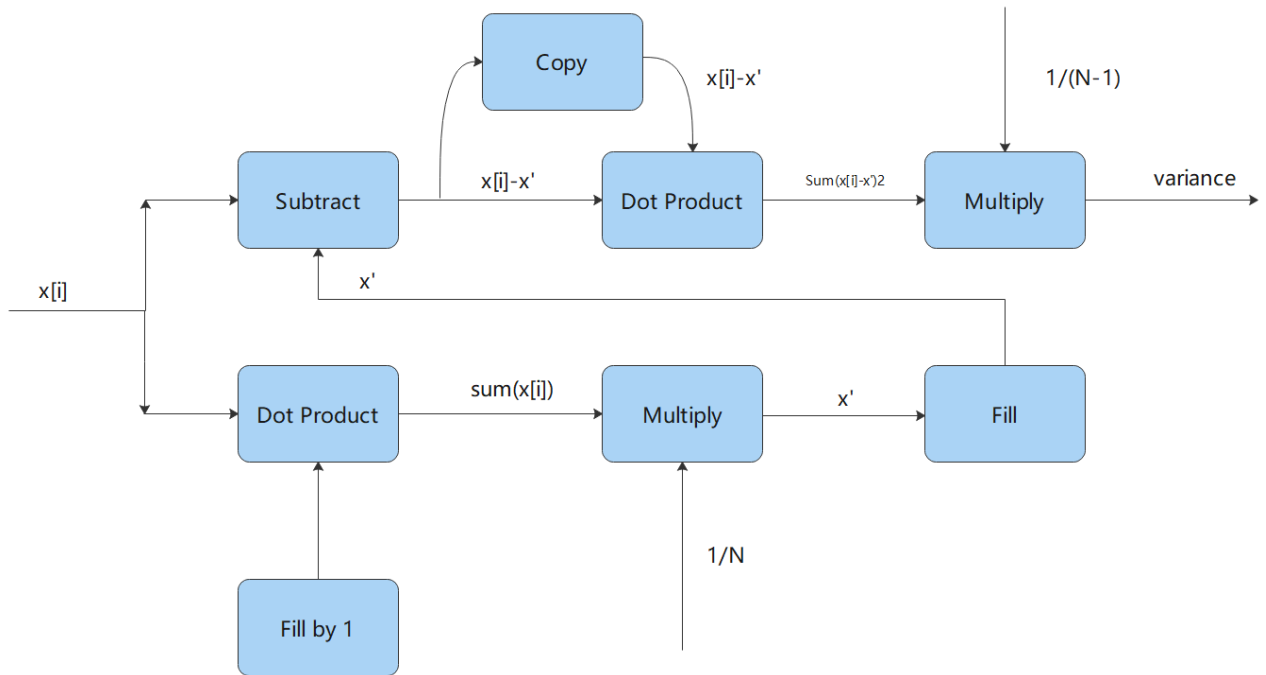 Copy
x[i]-x'
1/(N-1)
Subtract
x[i]-x'
Dot Product
Sum(x[i]-x')2
Multiply
variance
x[i]
x'
Dot Product
sum(x[i])
Multiply
x'
Fill
1/N
Fill by 1